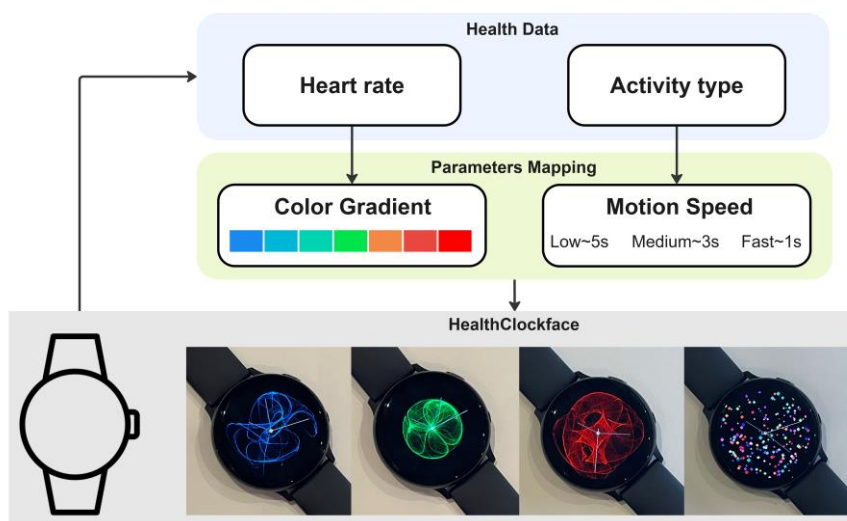 Health Data
Heart rate
Activity type
Parameters Mapping
Color Gradient
Motion Speed
Low~5s Medium~3s Fast~1s
HealthClockface